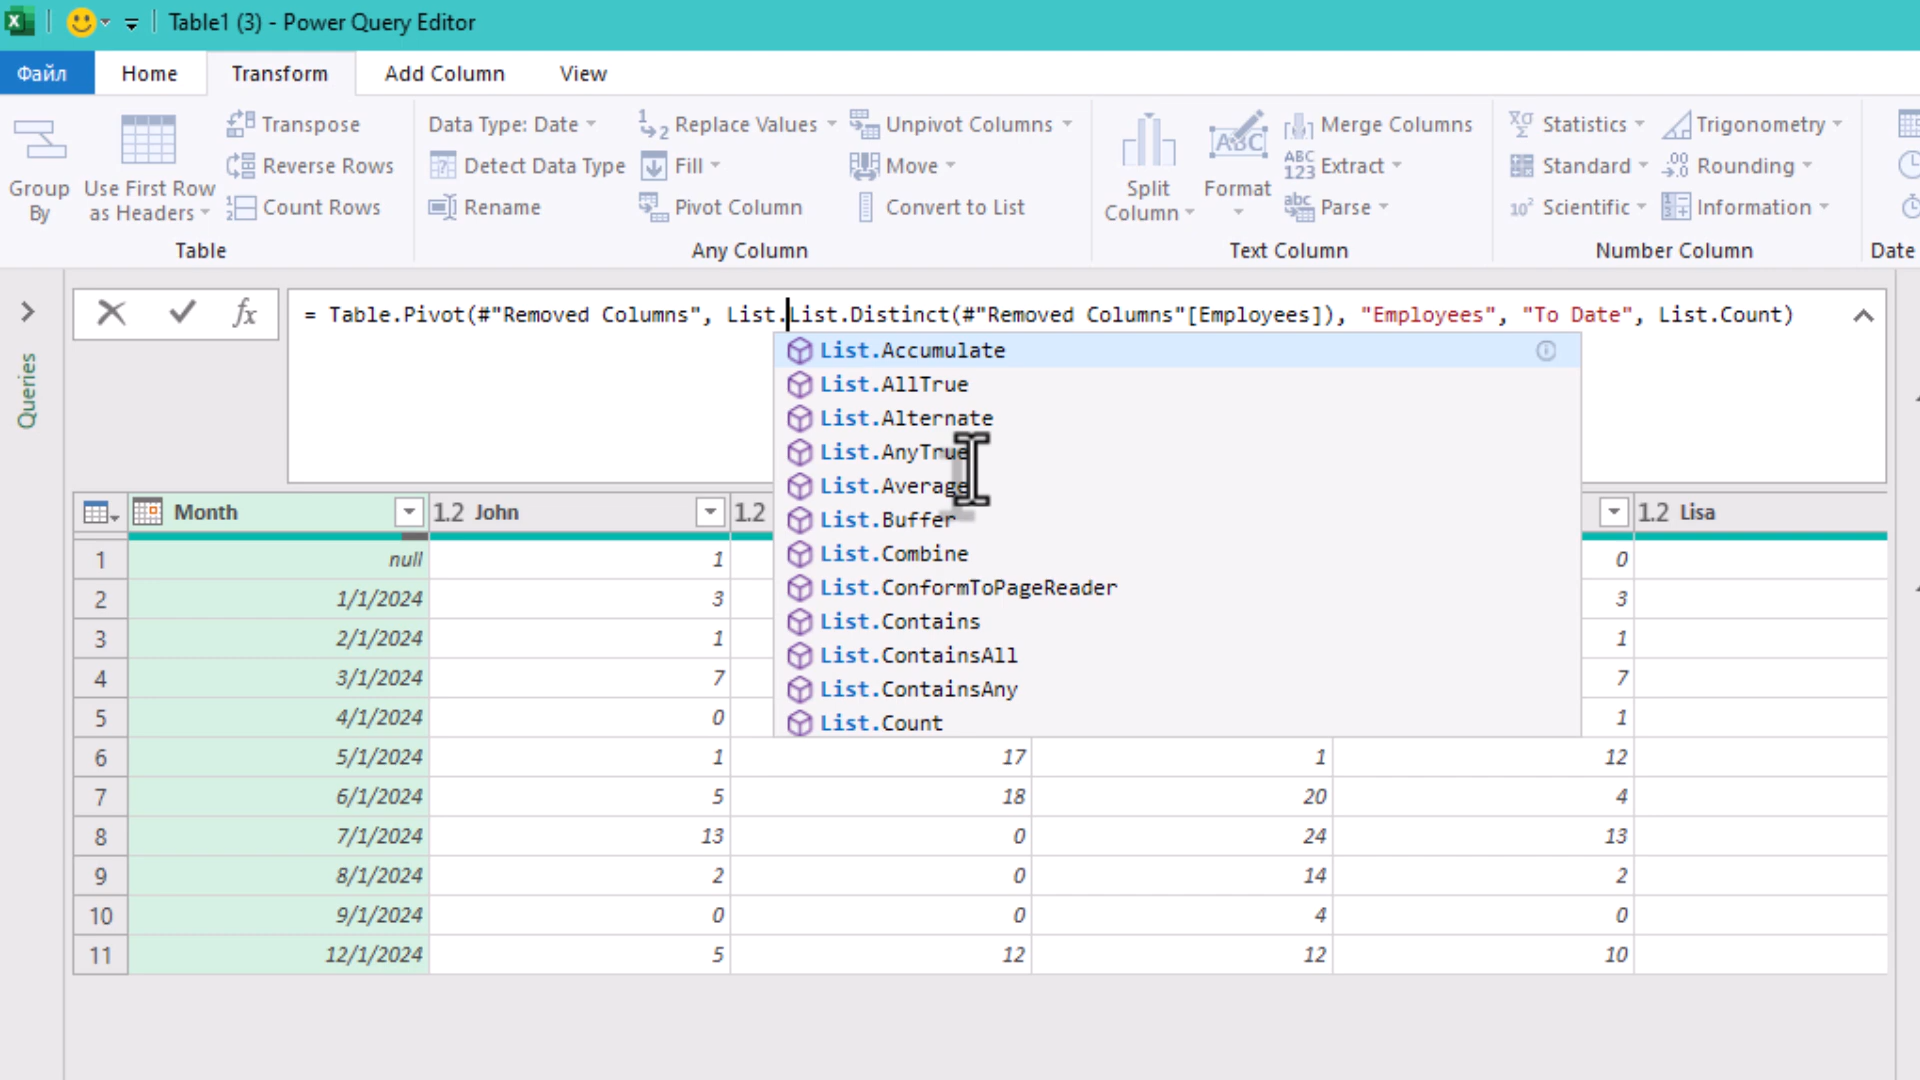 Table1 (3) - Power Query Editor
Файл Home Transform Add Column View
Group By
Use First Row as Headers
Transpose
Reverse Rows
Count Rows
Table
Data Type: Date
Detect Data Type
Rename
Replace Values
Fill
Pivot Column
Unpivot Columns
Move
Convert to List
Any Column
Split Column
Format
Merge Columns
Extract
Parse
Text Column
Statistics
Standard
Scientific
Trigonometry
Rounding
Information
Number Column
Date
Queries
= Table.Pivot(#"Removed Columns", List.List.Distinct(#"Removed Columns"[Employees]), "Employees", "To Date", List.Count)
List.Accumulate
List.AllTrue
List.Alternate
List.AnyTrue
List.Average
List.Buffer
List.Combine
List.ConformToPageReader
List.Contains
List.ContainsAll
List.ContainsAny
List.Count
Month 1.2 John 1.2 1.2 Lisa
1 null 1 0
2 1/1/2024 3 3
3 2/1/2024 1 1
4 3/1/2024 7 7
5 4/1/2024 0 1
6 5/1/2024 1 17 1 12
7 6/1/2024 5 18 20 4
8 7/1/2024 13 0 24 13
9 8/1/2024 2 0 14 2
10 9/1/2024 0 0 4 0
11 12/1/2024 5 12 12 10